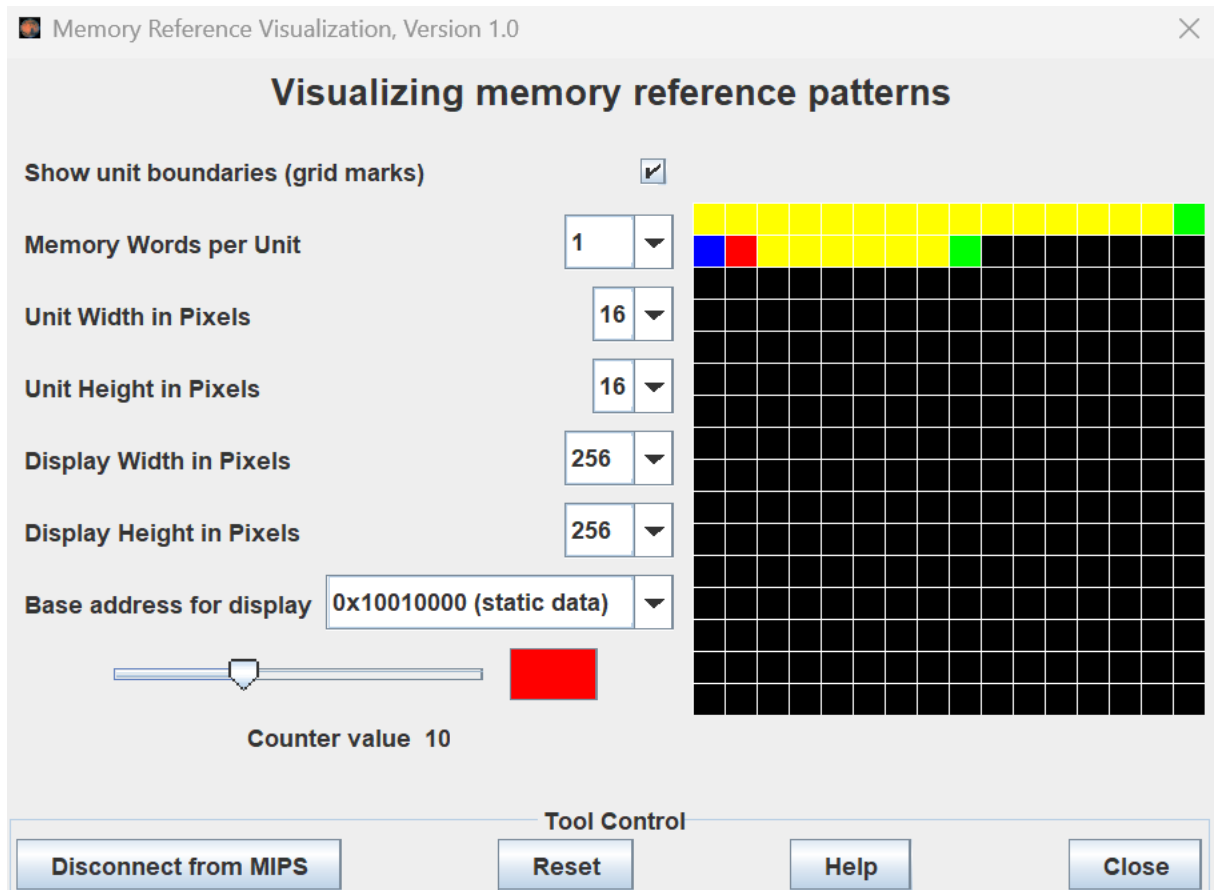 Memory Reference Visualization, Version 1.0
Visualizing memory reference patterns
Show unit boundaries (grid marks)
Memory Words per Unit 1
Unit Width in Pixels 16
Unit Height in Pixels 16
Display Width in Pixels 256
Display Height in Pixels 256
Base address for display 0x10010000 (static data)
Counter value 10
Tool Control
Disconnect from MIPS Reset Help Close